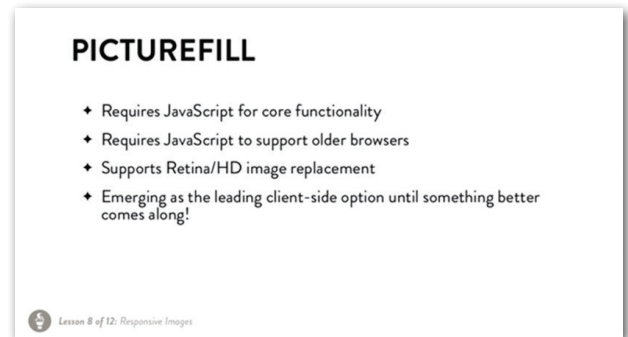 PICTUREFILL
Requires JavaScript for core functionality
Requires JavaScript to support older browsers
Supports Retina/HD image replacement
Emerging as the leading client-side option until something better
comes along!
Lesson 8 of 12: Responsive Images